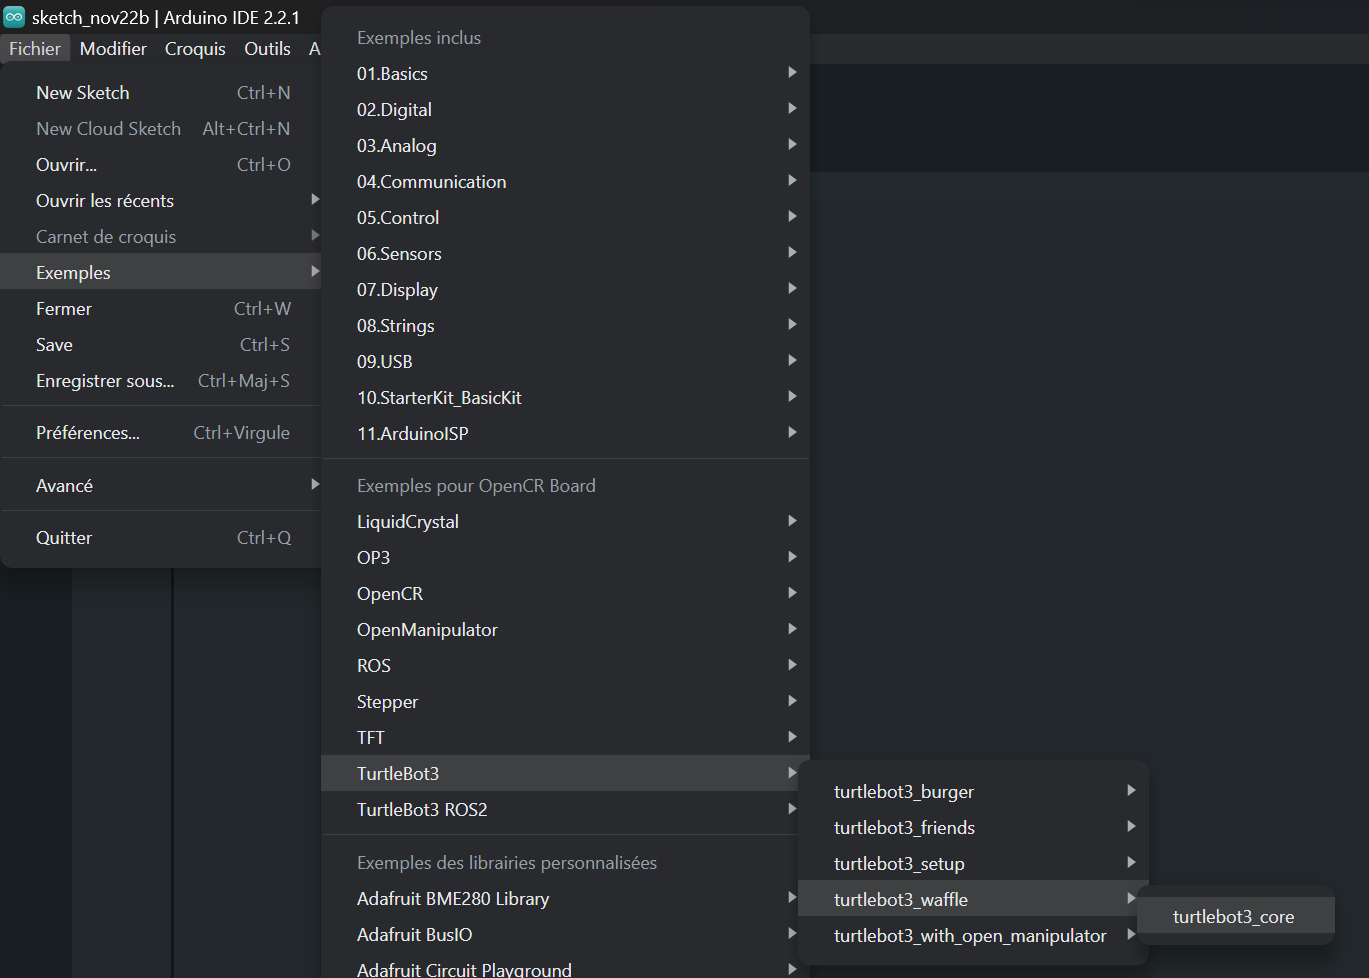 sketch_nov22b | Arduino IDE 2.2.1
Fichier Modifier Croquis Outils A
New Sketch Ctrl+N
New Cloud Sketch Alt+Ctrl+N
Ouvrir... Ctrl+O
Ouvrir les récents
Carnet de croquis
Exemples
Fermer Ctrl+W
Save Ctrl+S
Enregistrer sous... Ctrl+Maj+S
Préférences... Ctrl+Virgule
Avancé
Quitter Ctrl+Q
Exemples inclus
01.Basics
02.Digital
03.Analog
04.Communication
05.Control
06.Sensors
07.Display
08.Strings
09.USB
10.StarterKit_BasicKit
11.ArduinoISP
Exemples pour OpenCR Board
LiquidCrystal
OP3
OpenCR
OpenManipulator
ROS
Stepper
TFT
TurtleBot3
TurtleBot3 ROS2
Exemples des librairies personnalisées
Adafruit BME280 Library
Adafruit BusIO
Adafruit Circuit Playground
turtlebot3_burger
turtlebot3_friends
turtlebot3_setup
turtlebot3_waffle
turtlebot3_with_open_manipulator
turtlebot3_core